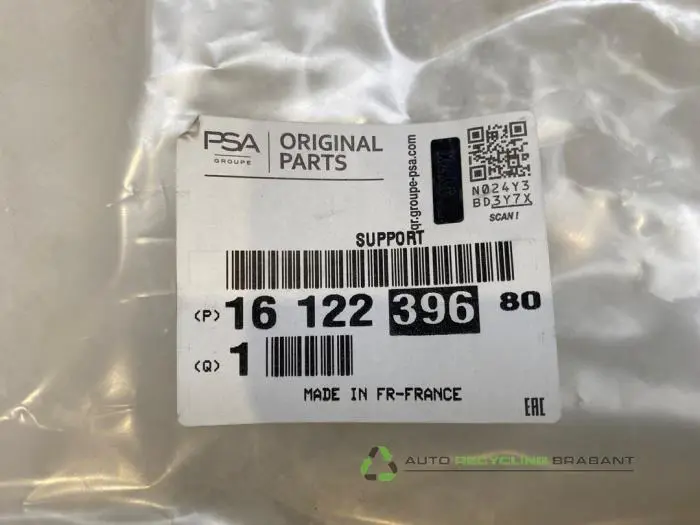 PSA
GROUPE
ORIGINAL
PARTS
qr.groupe-psa.com
N024Y3
BD3Y7X
SCAN!
SUPPORT
(P) 16 122 396 80
(Q) 1
MADE IN FR-FRANCE
EAC
AUTO RECYCLING BRABANT